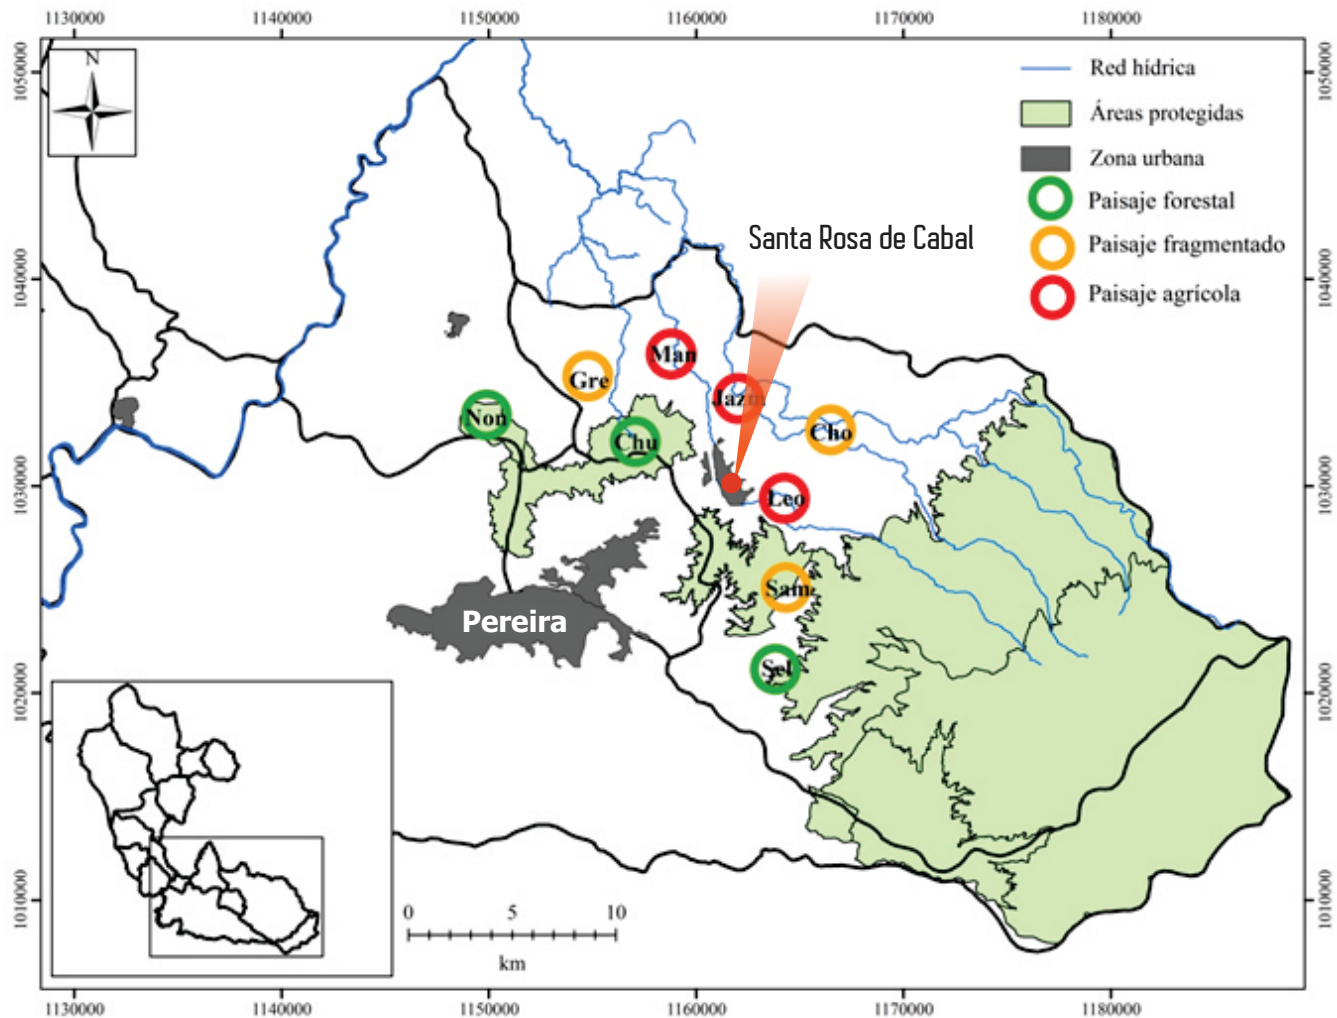 1130000 1140000 1150000 1160000 1170000 1180000
1050000
1040000
1030000
1020000
1010000
1050000
1040000
1030000
1020000
1010000
N
Red hídrica
Áreas protegidas
Zona urbana
Paisaje forestal
Paisaje fragmentado
Paisaje agrícola
Santa Rosa de Cabal
Man
Gre
Jazm
Non
Chu
Cho
Leo
Sam
Pereira
Sel
0 5 10
km
1130000 1140000 1150000 1160000 1170000 1180000